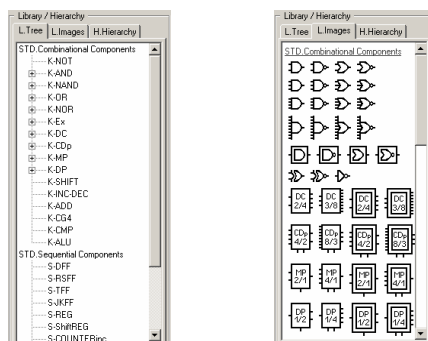 Library / Hierarchy
L.Tree L.Images H.Hierarchy
STD.Combinational Components
K-NOT
K-AND
K-NAND
K-OR
K-NOR
K-Ex
K-DC
K-CDp
K-MP
K-DP
K-SHIFT
K-INC-DEC
K-ADD
K-CG4
K-CMP
K-ALU
STD.Sequential Components
S-DFF
S-RSFF
S-TFF
S-JKFF
S-REG
S-ShiftREG
S-COUNTERinc
Library / Hierarchy
L.Tree L.Images H.Hierarchy
STD.Combinational Components
DC 2/4 DC 3/8 DC 2/4 DC 3/8
CDp 4/2 CDp 8/3 CDp 4/2 CDp 8/3
MP 2/1 MP 4/1 MP 2/1 MP 4/1
DP 1/2 DP 1/4 DP 1/2 DP 1/4